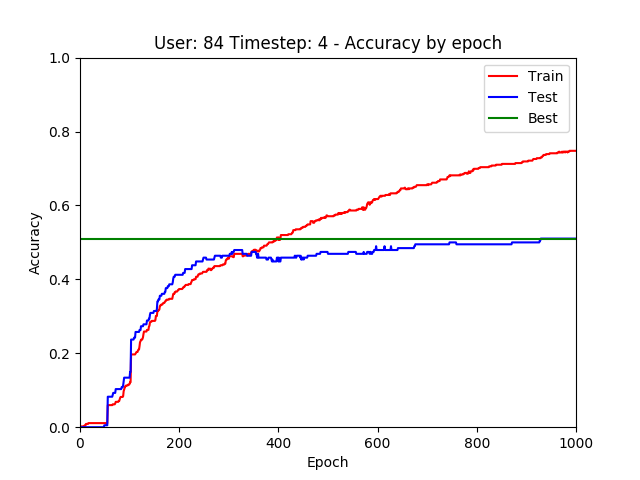 User: 84 Timestep: 4 - Accuracy by epoch
1.0
0.8
0.6
0.4
0.2
0.0
Accuracy
Train
Test
Best
0 200 400 600 800 1000
Epoch